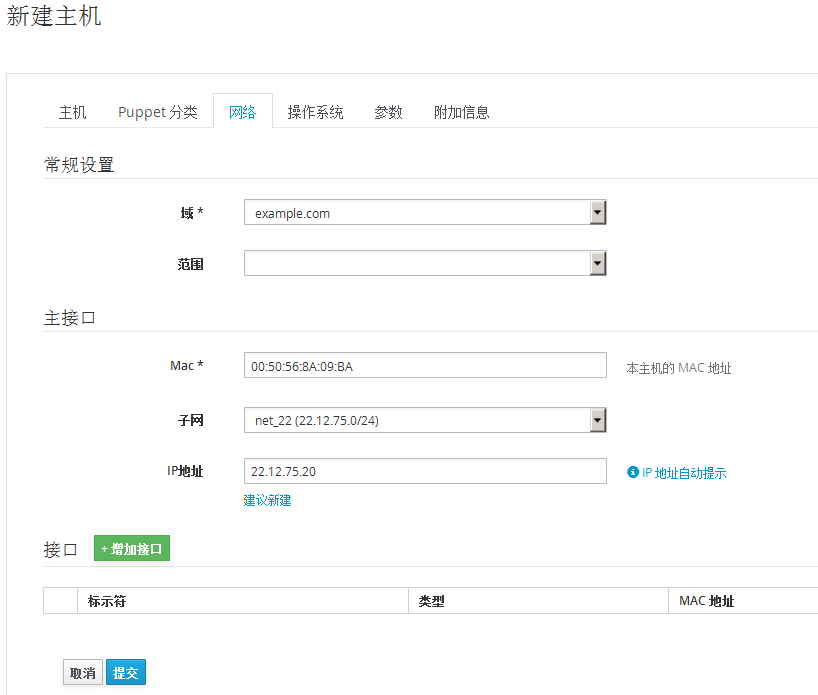 新建主机
主机 Puppet 分类 网络 操作系统 参数 附加信息
常规设置
域 * example.com
范围
主接口
Mac * 00:50:56:8A:09:BA 本主机的 MAC 地址
子网 net_22 (22.12.75.0/24)
IP地址 22.12.75.20 IP 地址自动提示
建议新建
接口 + 增加接口
标示符 类型 MAC 地址
取消 提交